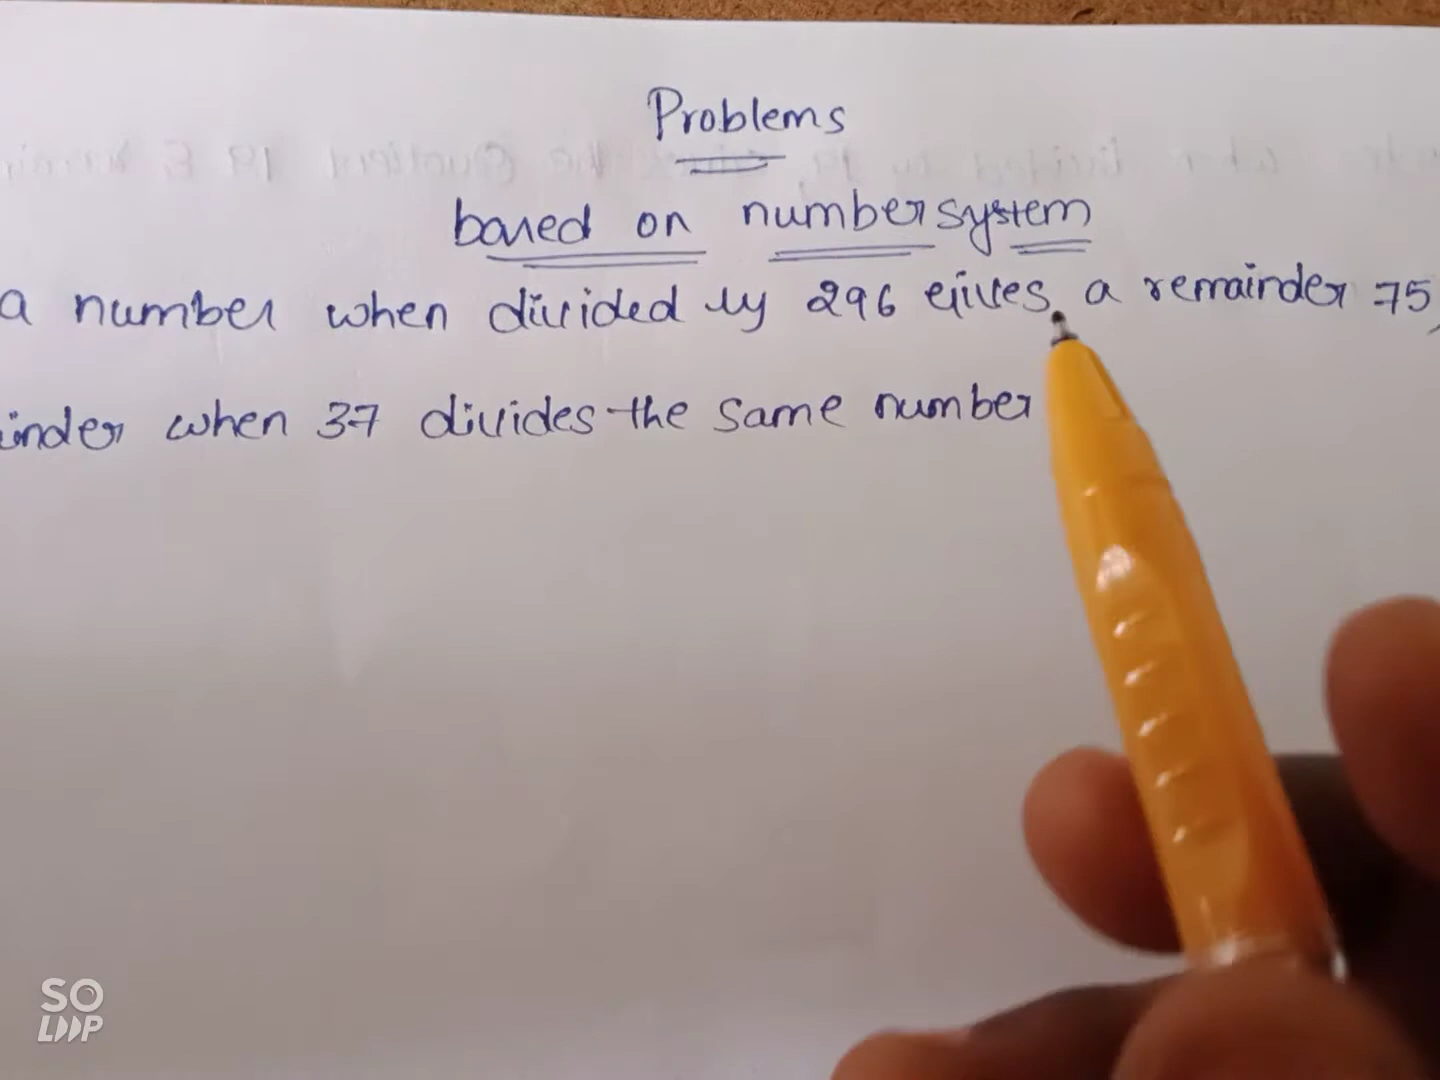 Problems
based on number system
a number when divided by 296 gives a remainder 75,
inder when 37 divides the same number
SO
LOOP